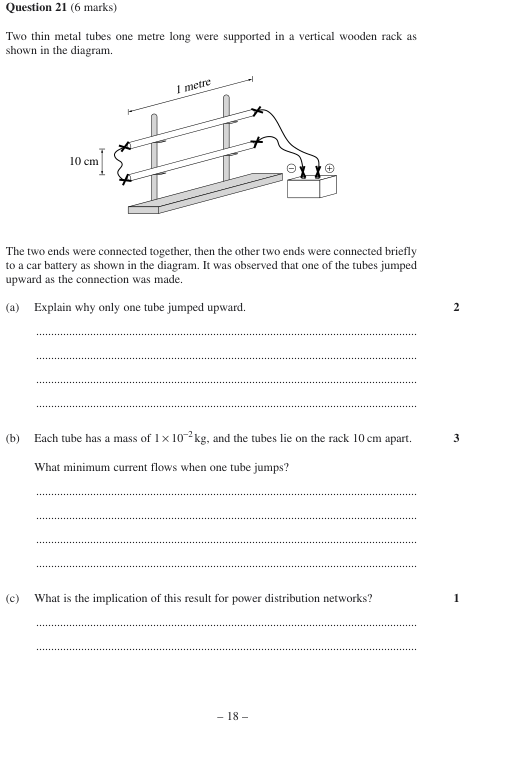 Question 21 (6 marks)
Two thin metal tubes one metre long were supported in a vertical wooden rack as
shown in the diagram.
1 metre
10 cm
⊖ ⊕
The two ends were connected together, then the other two ends were connected briefly
to a car battery as shown in the diagram. It was observed that one of the tubes jumped
upward as the connection was made.
(a) Explain why only one tube jumped upward. 2
................................................................................
................................................................................
................................................................................
................................................................................
(b) Each tube has a mass of 1 × 10⁻² kg, and the tubes lie on the rack 10 cm apart. 3
What minimum current flows when one tube jumps?
................................................................................
................................................................................
................................................................................
................................................................................
(c) What is the implication of this result for power distribution networks? 1
................................................................................
................................................................................
– 18 –